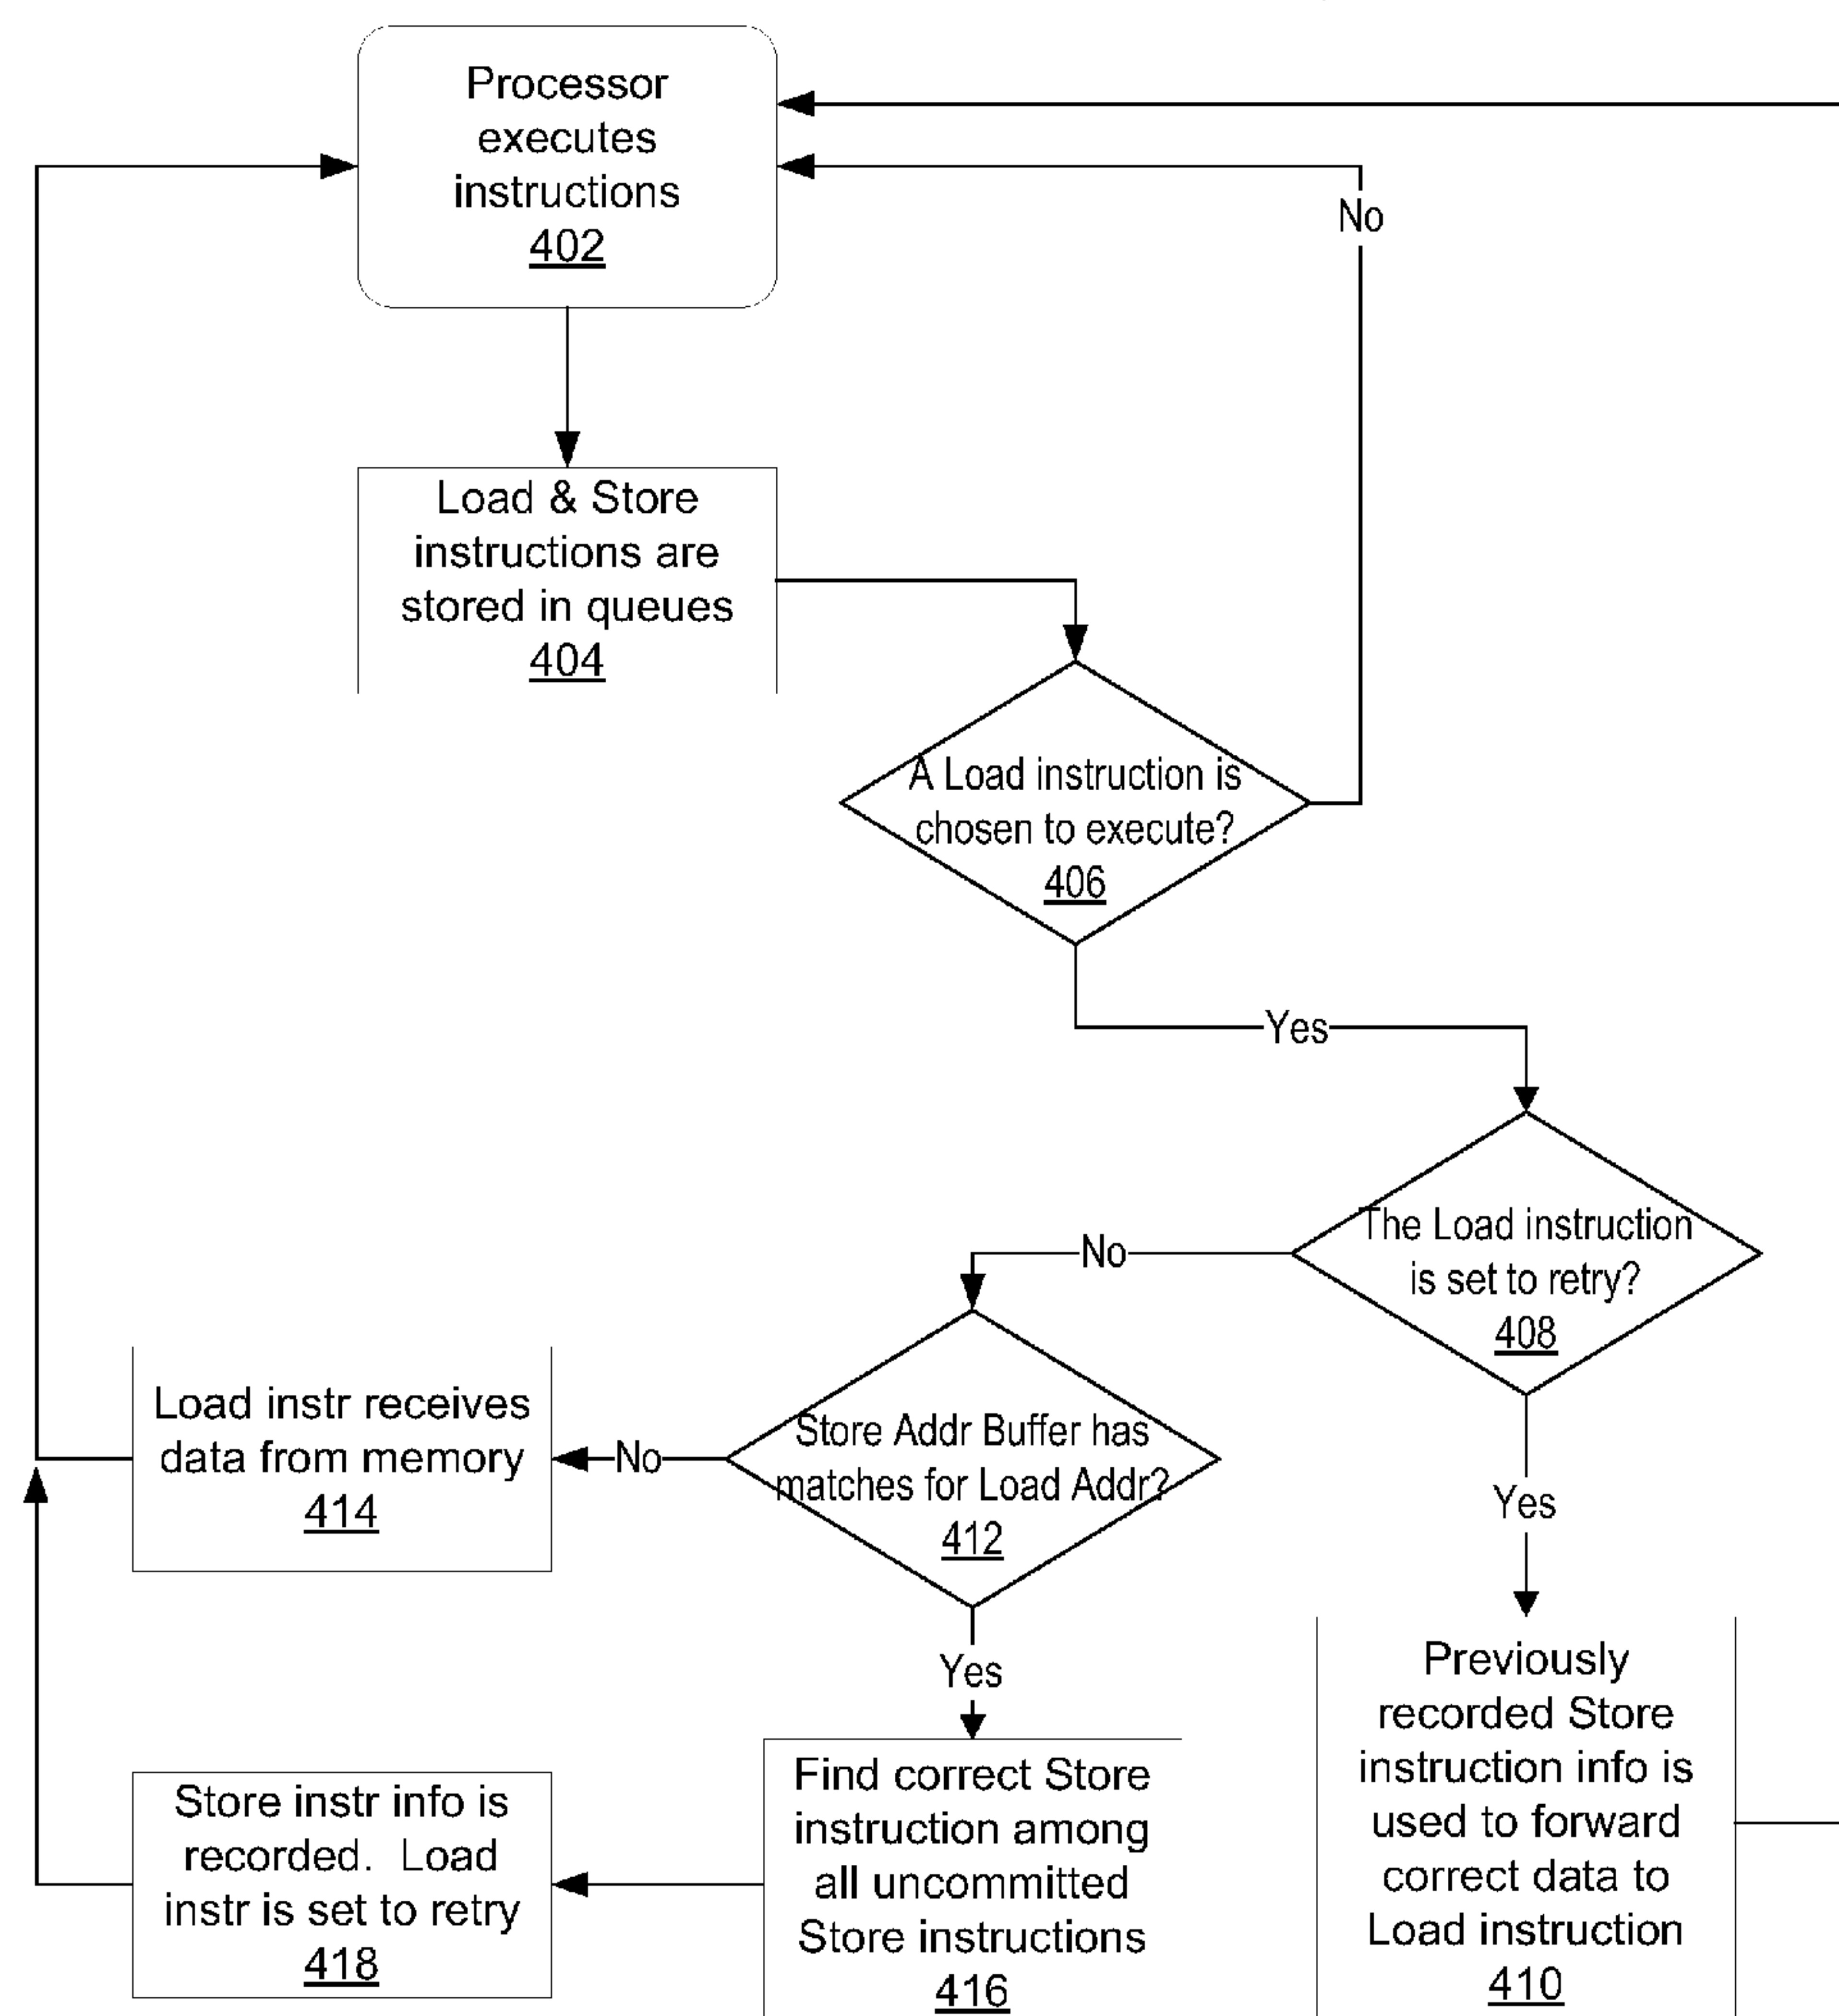 Processor
executes
instructions
402
No
Load & Store
instructions are
stored in queues
404
A Load instruction is
chosen to execute?
406
Yes
The Load instruction
is set to retry?
408
No
Store Addr Buffer has
matches for Load Addr?
412
No
Load instr receives
data from memory
414
Yes
Yes
Previously
recorded Store
instruction info is
used to forward
correct data to
Load instruction
410
Find correct Store
instruction among
all uncommitted
Store instructions
416
Store instr info is
recorded.  Load
instr is set to retry
418